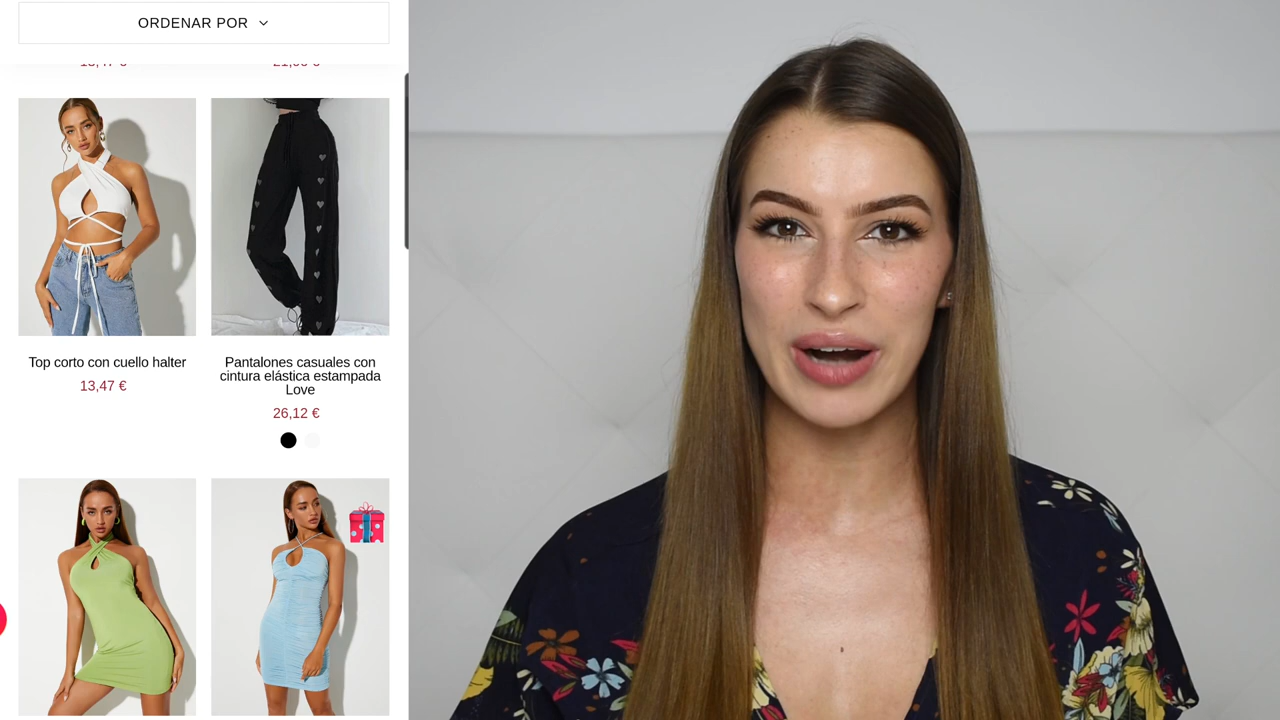 ORDENAR POR
Top corto con cuello halter
13,47 €
Pantalones casuales con
cintura elástica estampada
Love
26,12 €